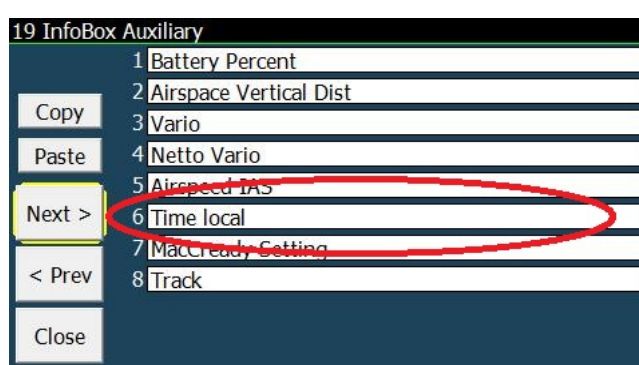 19 InfoBox Auxiliary
1 Battery Percent
2 Airspace Vertical Dist
Copy
3 Vario
Paste
4 Netto Vario
5 Airspeed IAS
Next >
6 Time local
7 MacCready Setting
< Prev
8 Track
Close